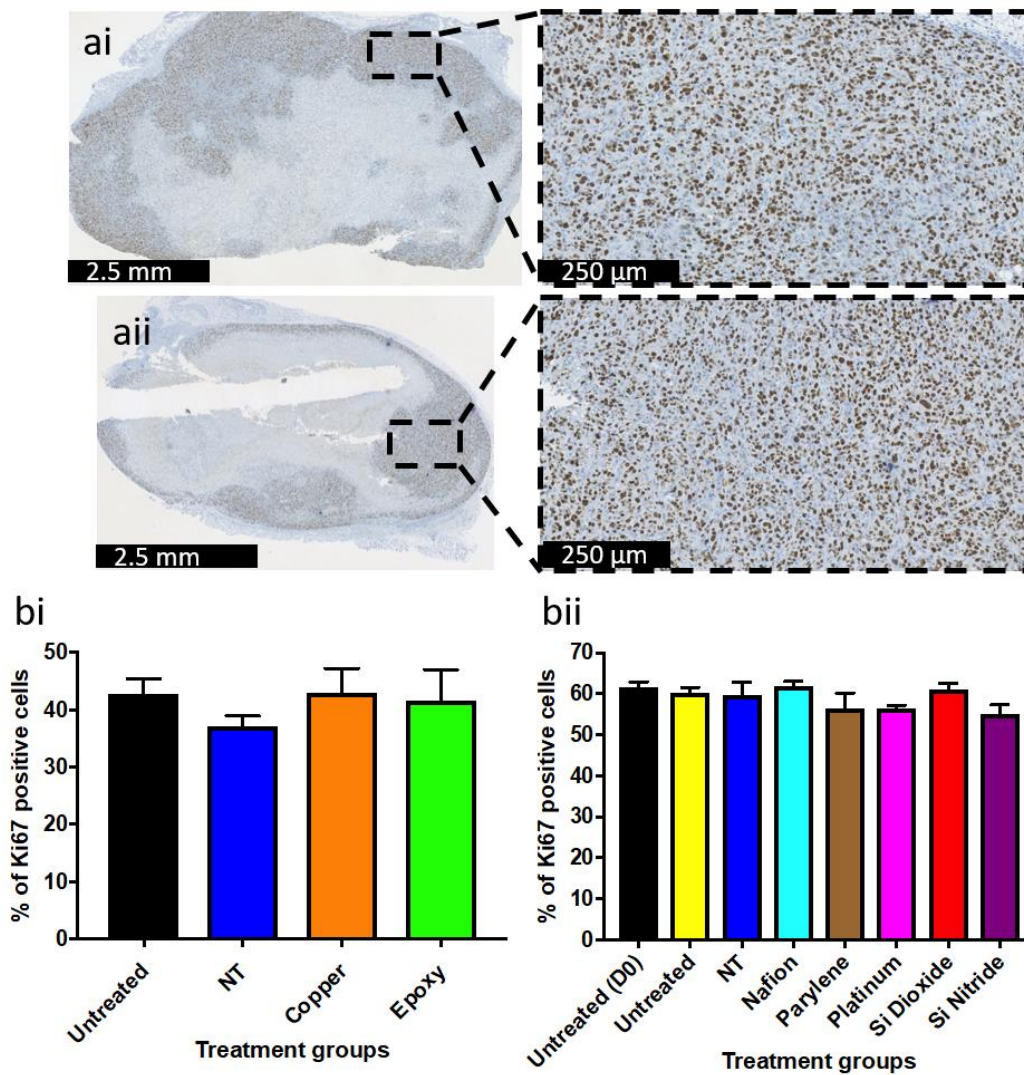 ai
2.5 mm
250 µm
aii
2.5 mm
250 µm
bi
% of Ki67 positive cells
50
40
30
20
10
0
Untreated
NT
Copper
Epoxy
Treatment groups
bii
% of Ki67 positive cells
70
60
50
40
30
20
10
0
Untreated (D0)
Untreated
NT
Nafion
Parylene
Platinum
Si Dioxide
Si Nitride
Treatment groups